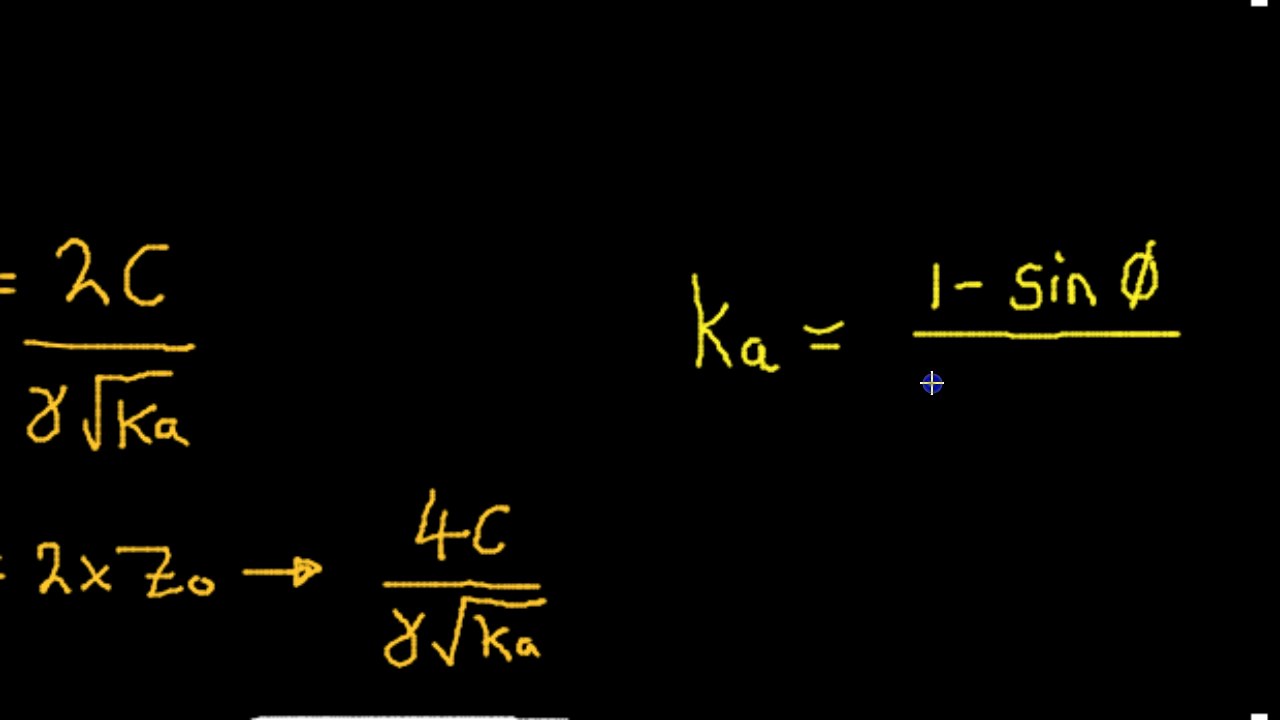 = 2C
γ√ka
ka = 1 - sin Ø
= 2 x Zo → 4C
γ√ka